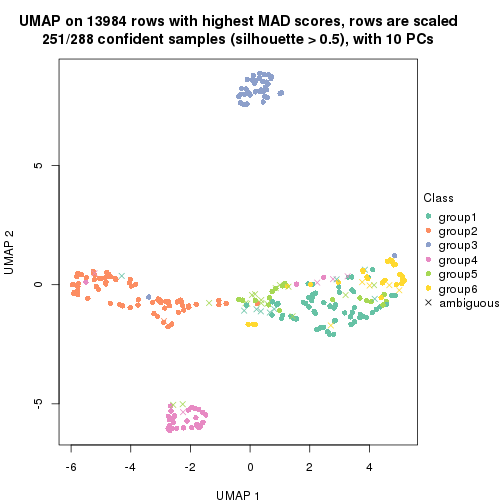 UMAP on 13984 rows with highest MAD scores, rows are scaled
251/288 confident samples (silhouette > 0.5), with 10 PCs
UMAP 2
5
0
-5
-6
-4
-2
0
2
4
UMAP 1
Class
group1
group2
group3
group4
group5
group6
ambiguous